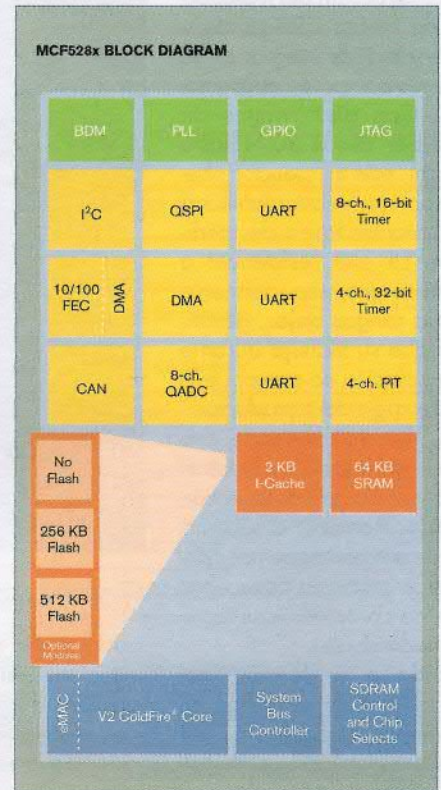 MCF528x BLOCK DIAGRAM
BDM
PLL
GPIO
JTAG
I²C
QSPI
UART
8-ch., 16-bit
Timer
10/100
FEC
DMA
DMA
UART
4-ch., 32-bit
Timer
CAN
8-ch.
QADC
UART
4-ch. PIT
No
Flash
256 KB
Flash
512 KB
Flash
Optional
Modules
2 KB
I-Cache
64 KB
SRAM
eMAC
V2 ColdFire® Core
System
Bus
Controller
SDRAM
Control
and Chip
Selects